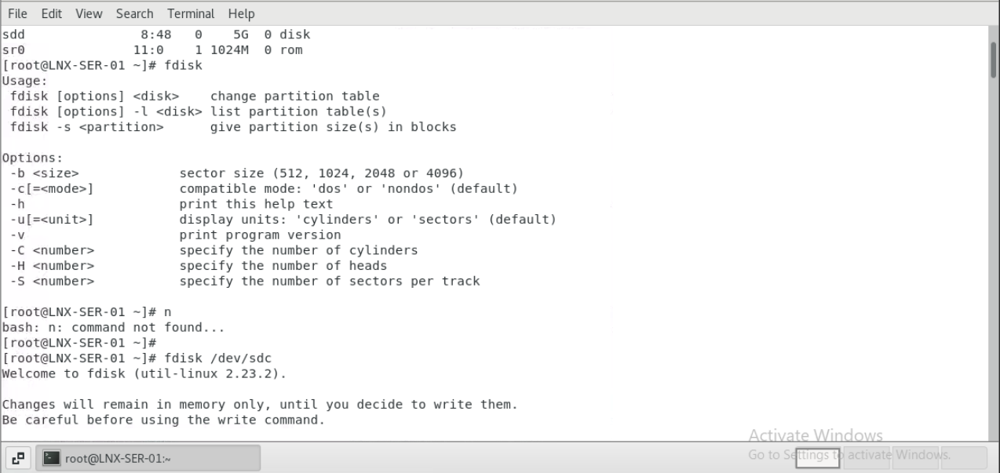 File Edit View Search Terminal Help
sdd 8:48 0 5G 0 disk
sr0 11:0 1 1024M 0 rom
[root@LNX-SER-01 ~]# fdisk
Usage:
fdisk [options] <disk> change partition table
fdisk [options] -l <disk> list partition table(s)
fdisk -s <partition> give partition size(s) in blocks
Options:
-b <size> sector size (512, 1024, 2048 or 4096)
-c[=<mode>] compatible mode: 'dos' or 'nondos' (default)
-h print this help text
-u[=<unit>] display units: 'cylinders' or 'sectors' (default)
-v print program version
-C <number> specify the number of cylinders
-H <number> specify the number of heads
-S <number> specify the number of sectors per track
[root@LNX-SER-01 ~]# n
bash: n: command not found...
[root@LNX-SER-01 ~]#
[root@LNX-SER-01 ~]# fdisk /dev/sdc
Welcome to fdisk (util-linux 2.23.2).
Changes will remain in memory only, until you decide to write them.
Be careful before using the write command.
Activate Windows
Go to Settings to activate Windows.
root@LNX-SER-01:~